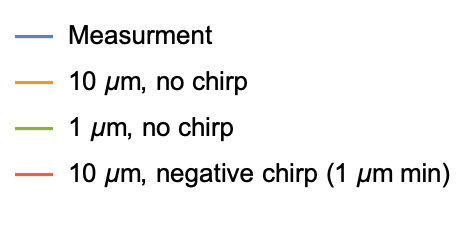 Measurment
10 μm, no chirp
1 μm, no chirp
10 μm, negative chirp (1 μm min)